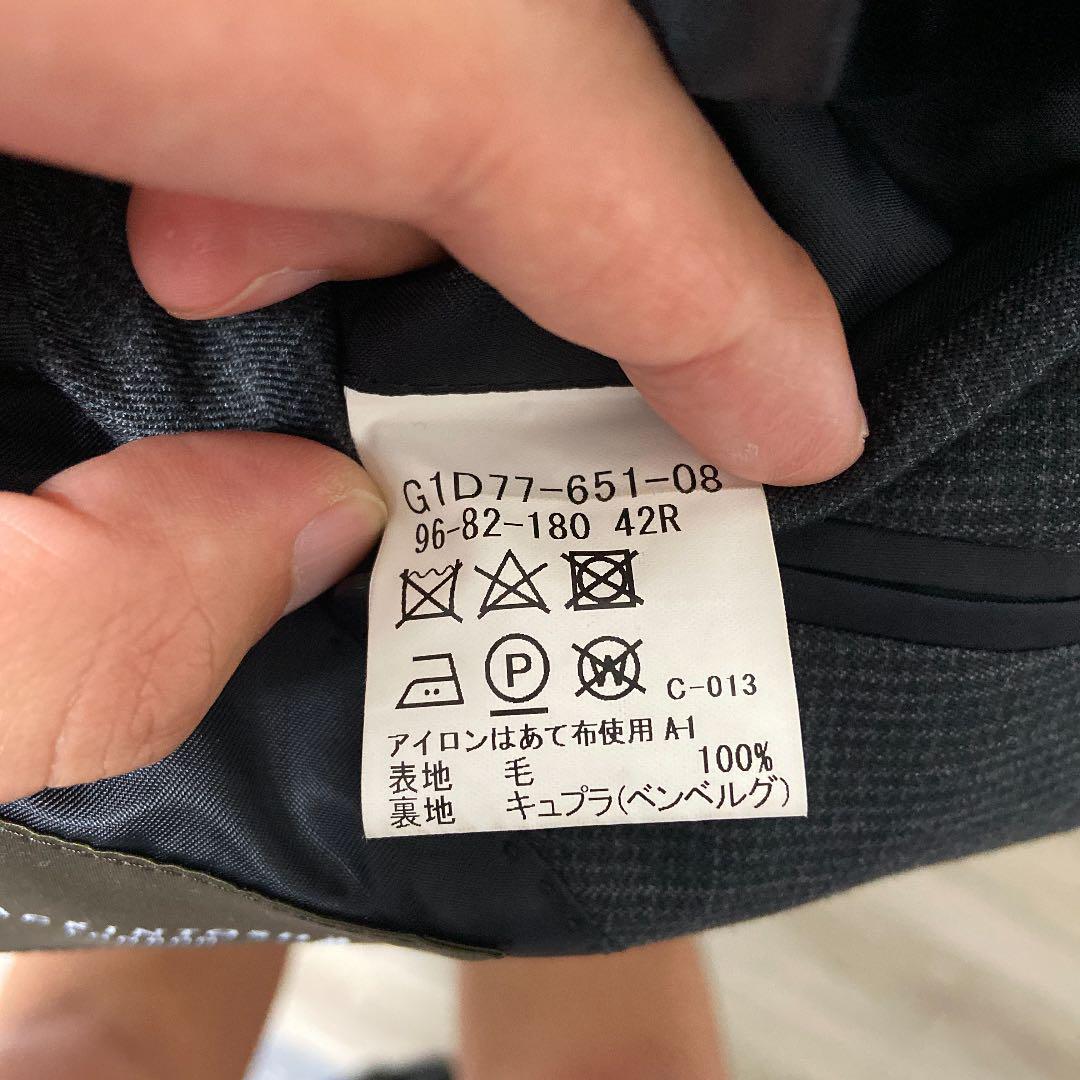 G1D77-651-08
96-82-180 42R
P
W
C-013
アイロンはあて布使用 A-1
表地 毛 100%
裏地 キュプラ(ベンベルグ)